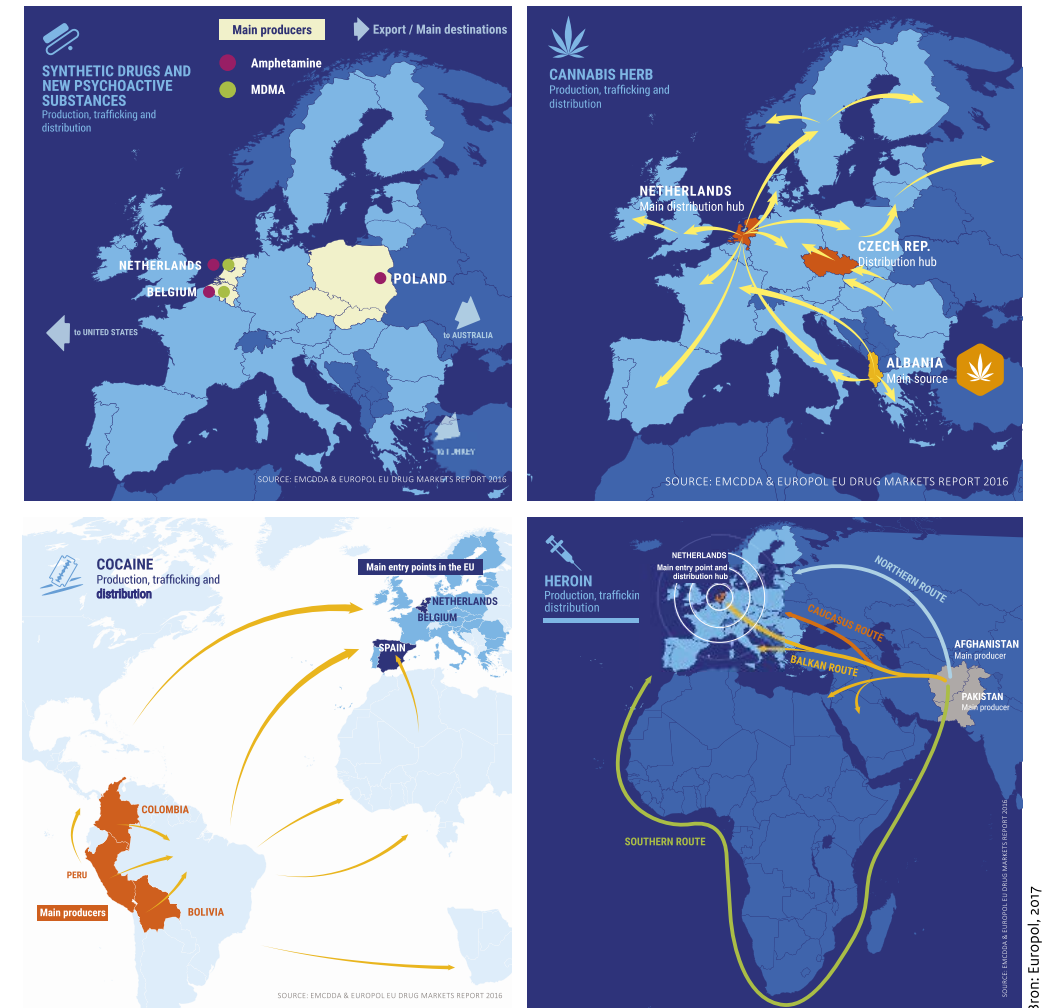 Main producers
Export / Main destinations
Amphetamine
MDMA
SYNTHETIC DRUGS AND
NEW PSYCHOACTIVE
SUBSTANCES
Production, trafficking and
distribution
NETHERLANDS
BELGIUM
POLAND
to UNITED STATES
to AUSTRALIA
SOURCE: EMCDDA & EUROPOL EU DRUG MARKETS REPORT 2016
CANNABIS HERB
Production, trafficking and
distribution
NETHERLANDS
Main distribution hub
CZECH REP.
Distribution hub
ALBANIA
Main source
SOURCE: EMCDDA & EUROPOL EU DRUG MARKETS REPORT 2016
COCAINE
Production, trafficking and
distribution
Main entry points in the EU
NETHERLANDS
BELGIUM
SPAIN
COLOMBIA
PERU
Main producers
BOLIVIA
SOURCE: EMCDDA & EUROPOL EU DRUG MARKETS REPORT 2016
HEROIN
Production, traffickin
distribution
NETHERLANDS
Main entry point and
distribution hub
NORTHERN ROUTE
CAUCASUS ROUTE
BALKAN ROUTE
AFGHANISTAN
Main producer
PAKISTAN
Main producer
SOUTHERN ROUTE
SOURCE: EMCDDA & EUROPOL EU DRUG MARKETS REPORT 2016
Bron: Europol, 2017